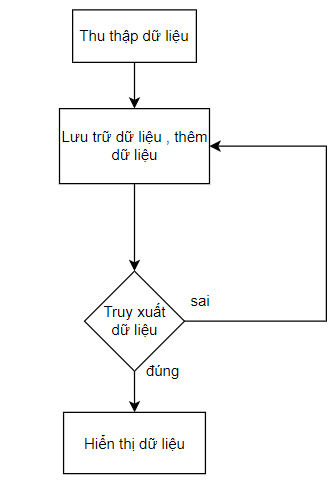 Thu thập dữ liệu
Lưu trữ dữ liệu , thêm
dữ liệu
Truy xuất
dữ liệu
sai
đúng
Hiển thị dữ liệu